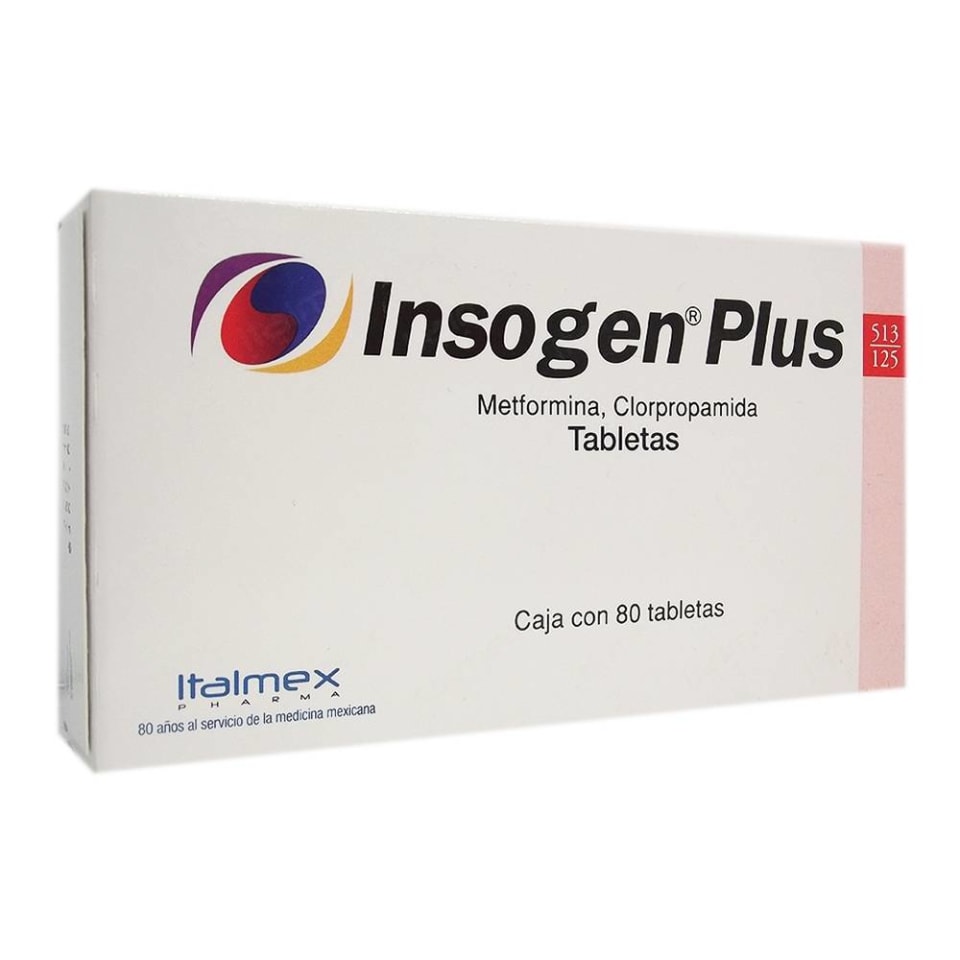 Insogen® Plus
513
125
Metformina, Clorpropamida
Tabletas
Caja con 80 tabletas
Italmex
PHARMA
80 años al servicio de la medicina mexicana